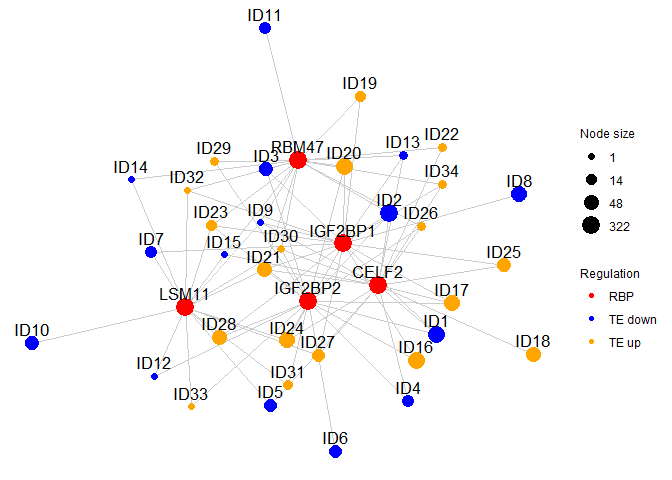 ID11
ID19
ID22
ID13
RBM47
ID29
ID20
ID3
ID14
ID34
ID32
ID8
ID2
ID23
ID9
ID26
IGF2BP1
ID7
ID15
ID30
ID25
ID21
CELF2
IGF2BP2
LSM11
ID17
ID10
ID28
ID24
ID1
ID18
ID27
ID16
ID12
ID31
ID33
ID5
ID4
ID6
Node size
1
14
48
322
Regulation
RBP
TE down
TE up